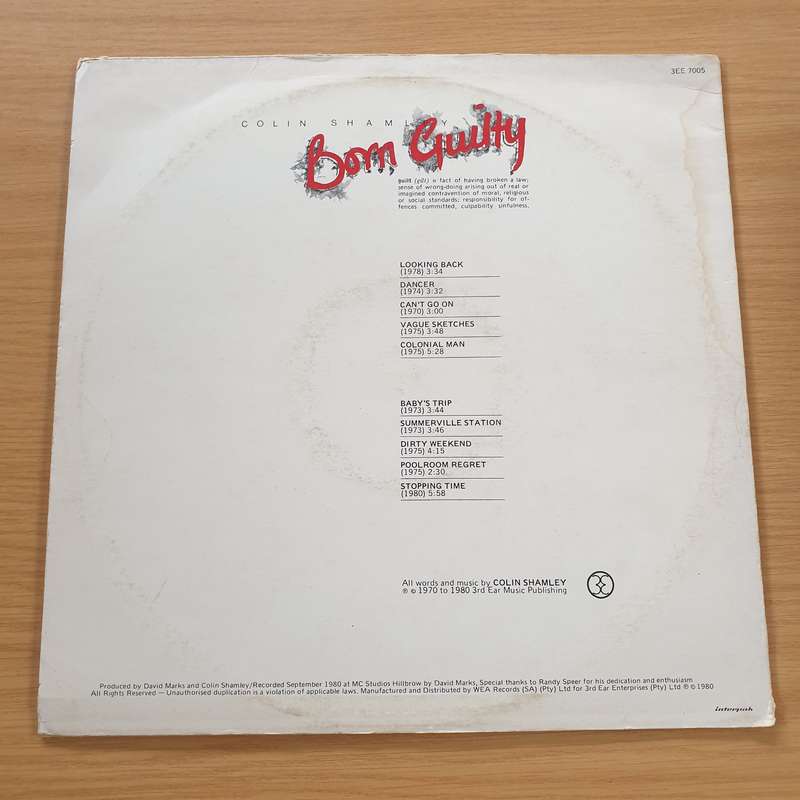 3EE 7005
COLIN SHAMLEY
Born Guilty
guilt (gilt) n fact of having broken a law;
sense of wrong-doing arising out of real or
imagined contravention of moral, religious
or social standards; responsibility for of-
fences committed, culpability sinfulness.
LOOKING BACK
(1978) 3:34
DANCER
(1974) 3:32
CAN'T GO ON
(1970) 3:00
VAGUE SKETCHES
(1975) 3:48
COLONIAL MAN
(1975) 5:28
BABY'S TRIP
(1973) 3:44
SUMMERVILLE STATION
(1973) 3:46
DIRTY WEEKEND
(1975) 4:15
POOLROOM REGRET
(1975) 2:30
STOPPING TIME
(1980) 5:58
All words and music by COLIN SHAMLEY
℗ © 1970 to 1980 3rd Ear Music Publishing
Produced by David Marks and Colin Shamley/Recorded September 1980 at MC Studios Hillbrow by David Marks, Special thanks to Randy Speer for his dedication and enthusiasm
All Rights Reserved — Unauthorised duplication is a violation of applicable laws. Manufactured and Distributed by WEA Records (SA) (Pty) Ltd for 3rd Ear Enterprises (Pty) Ltd ℗ © 1980
interpak